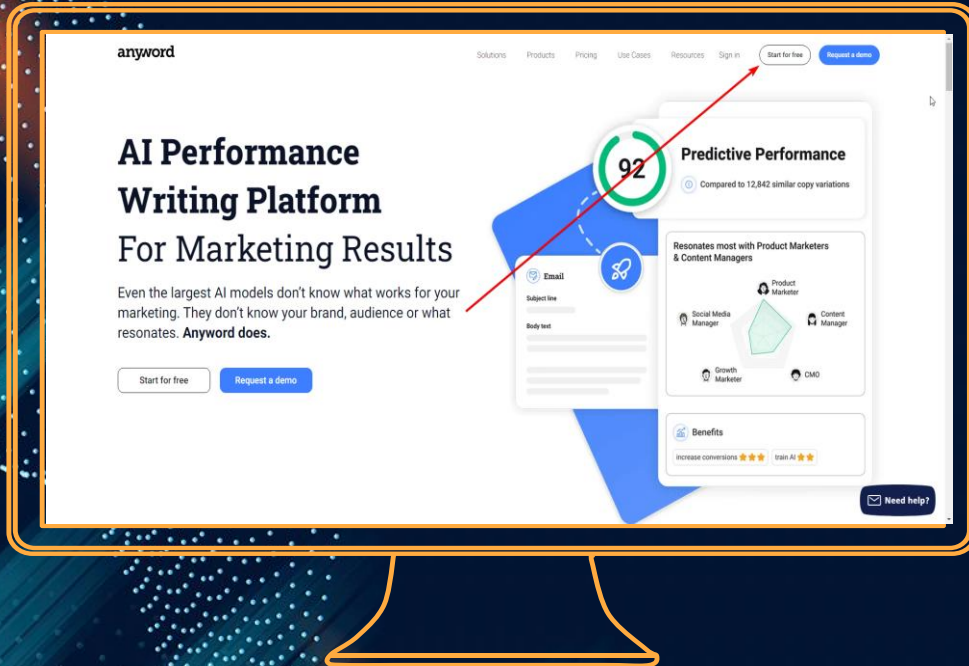 anyword
Solutions Products Pricing Use Cases Resources Sign in Start for free Request a demo
AI Performance
Writing Platform
For Marketing Results
Even the largest AI models don't know what works for your
marketing. They don't know your brand, audience or what
resonates. Anyword does.
Start for free Request a demo
92
Predictive Performance
Compared to 12,842 similar copy variations
Email
Subject line
Body text
Resonates most with Product Marketers
& Content Managers
Product
Marketer
Social Media
Manager
Content
Manager
Growth
Marketer
CMO
Benefits
increase conversions train AI
Need help?